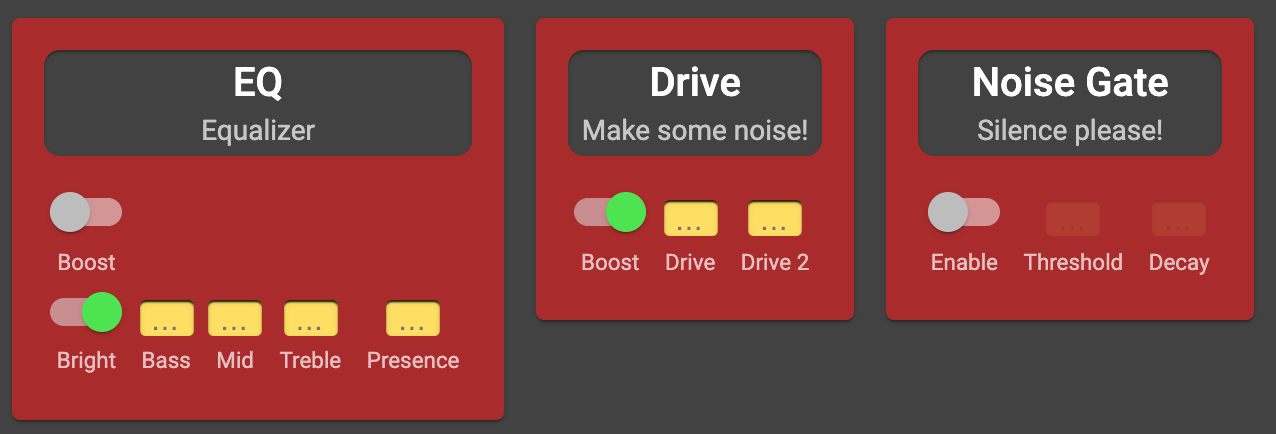 EQ
Equalizer
Boost
... ... ... ...
Bright Bass Mid Treble Presence
Drive
Make some noise!
... ...
Boost Drive Drive 2
Noise Gate
Silence please!
... ...
Enable Threshold Decay